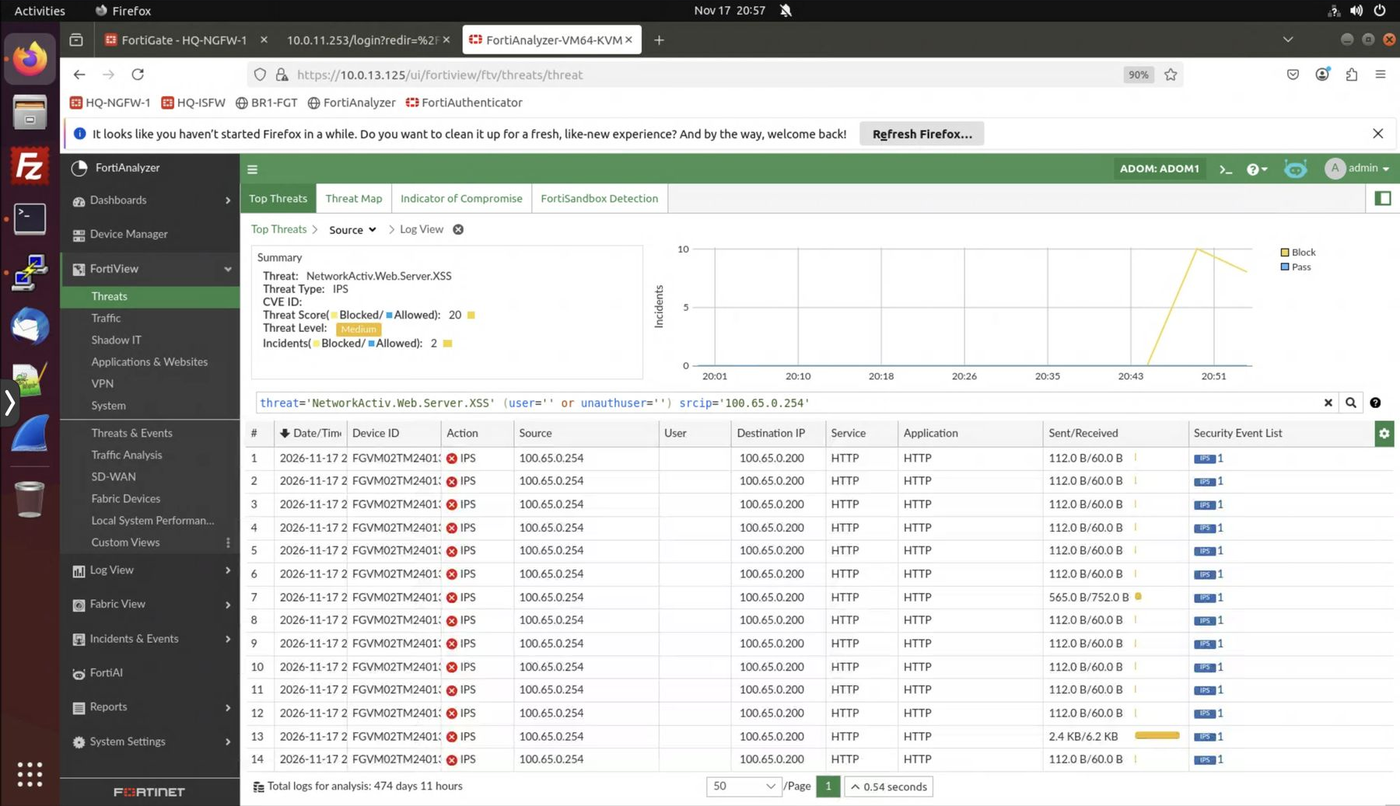 Activities Firefox Nov 17 20:57
FortiGate - HQ-NGFW-1 10.0.11.253/login?redir=%2F FortiAnalyzer-VM64-KVM
https://10.0.13.125/ui/fortiview/ftv/threats/threat 90%
HQ-NGFW-1 HQ-ISFW BR1-FGT FortiAnalyzer FortiAuthenticator
It looks like you haven't started Firefox in a while. Do you want to clean it up for a fresh, like-new experience? And by the way, welcome back! Refresh Firefox...
FortiAnalyzer
Dashboards
Device Manager
FortiView
Threats
Traffic
Shadow IT
Applications & Websites
VPN
System
Threats & Events
Traffic Analysis
SD-WAN
Fabric Devices
Local System Performan...
Custom Views
Log View
Fabric View
Incidents & Events
FortiAI
Reports
System Settings
FORTINET
ADOM: ADOM1 A admin
Top Threats Threat Map Indicator of Compromise FortiSandbox Detection
Top Threats Source Log View
Summary
Threat: NetworkActiv.Web.Server.XSS
Threat Type: IPS
CVE ID:
Threat Score(Blocked/Allowed): 20
Threat Level: Medium
Incidents(Blocked/Allowed): 2
Incidents
10
5
0
20:01 20:10 20:18 20:26 20:35 20:43 20:51
Block
Pass
threat='NetworkActiv.Web.Server.XSS' (user='' or unauthuser='') srcip='100.65.0.254'
# Date/Time Device ID Action Source User Destination IP Service Application Sent/Received Security Event List
1 2026-11-17 2 FGVM02TM24013 IPS 100.65.0.254 100.65.0.200 HTTP HTTP 112.0 B/60.0 B IPS 1
2 2026-11-17 2 FGVM02TM24013 IPS 100.65.0.254 100.65.0.200 HTTP HTTP 112.0 B/60.0 B IPS 1
3 2026-11-17 2 FGVM02TM24013 IPS 100.65.0.254 100.65.0.200 HTTP HTTP 112.0 B/60.0 B IPS 1
4 2026-11-17 2 FGVM02TM24013 IPS 100.65.0.254 100.65.0.200 HTTP HTTP 112.0 B/60.0 B IPS 1
5 2026-11-17 2 FGVM02TM24013 IPS 100.65.0.254 100.65.0.200 HTTP HTTP 112.0 B/60.0 B IPS 1
6 2026-11-17 2 FGVM02TM24013 IPS 100.65.0.254 100.65.0.200 HTTP HTTP 112.0 B/60.0 B IPS 1
7 2026-11-17 2 FGVM02TM24013 IPS 100.65.0.254 100.65.0.200 HTTP HTTP 565.0 B/752.0 B IPS 1
8 2026-11-17 2 FGVM02TM24013 IPS 100.65.0.254 100.65.0.200 HTTP HTTP 112.0 B/60.0 B IPS 1
9 2026-11-17 2 FGVM02TM24013 IPS 100.65.0.254 100.65.0.200 HTTP HTTP 112.0 B/60.0 B IPS 1
10 2026-11-17 2 FGVM02TM24013 IPS 100.65.0.254 100.65.0.200 HTTP HTTP 112.0 B/60.0 B IPS 1
11 2026-11-17 2 FGVM02TM24013 IPS 100.65.0.254 100.65.0.200 HTTP HTTP 112.0 B/60.0 B IPS 1
12 2026-11-17 2 FGVM02TM24013 IPS 100.65.0.254 100.65.0.200 HTTP HTTP 112.0 B/60.0 B IPS 1
13 2026-11-17 2 FGVM02TM24013 IPS 100.65.0.254 100.65.0.200 HTTP HTTP 2.4 KB/6.2 KB IPS 1
14 2026-11-17 2 FGVM02TM24013 IPS 100.65.0.254 100.65.0.200 HTTP HTTP 112.0 B/60.0 B IPS 1
Total logs for analysis: 474 days 11 hours 50 /Page 1 0.54 seconds